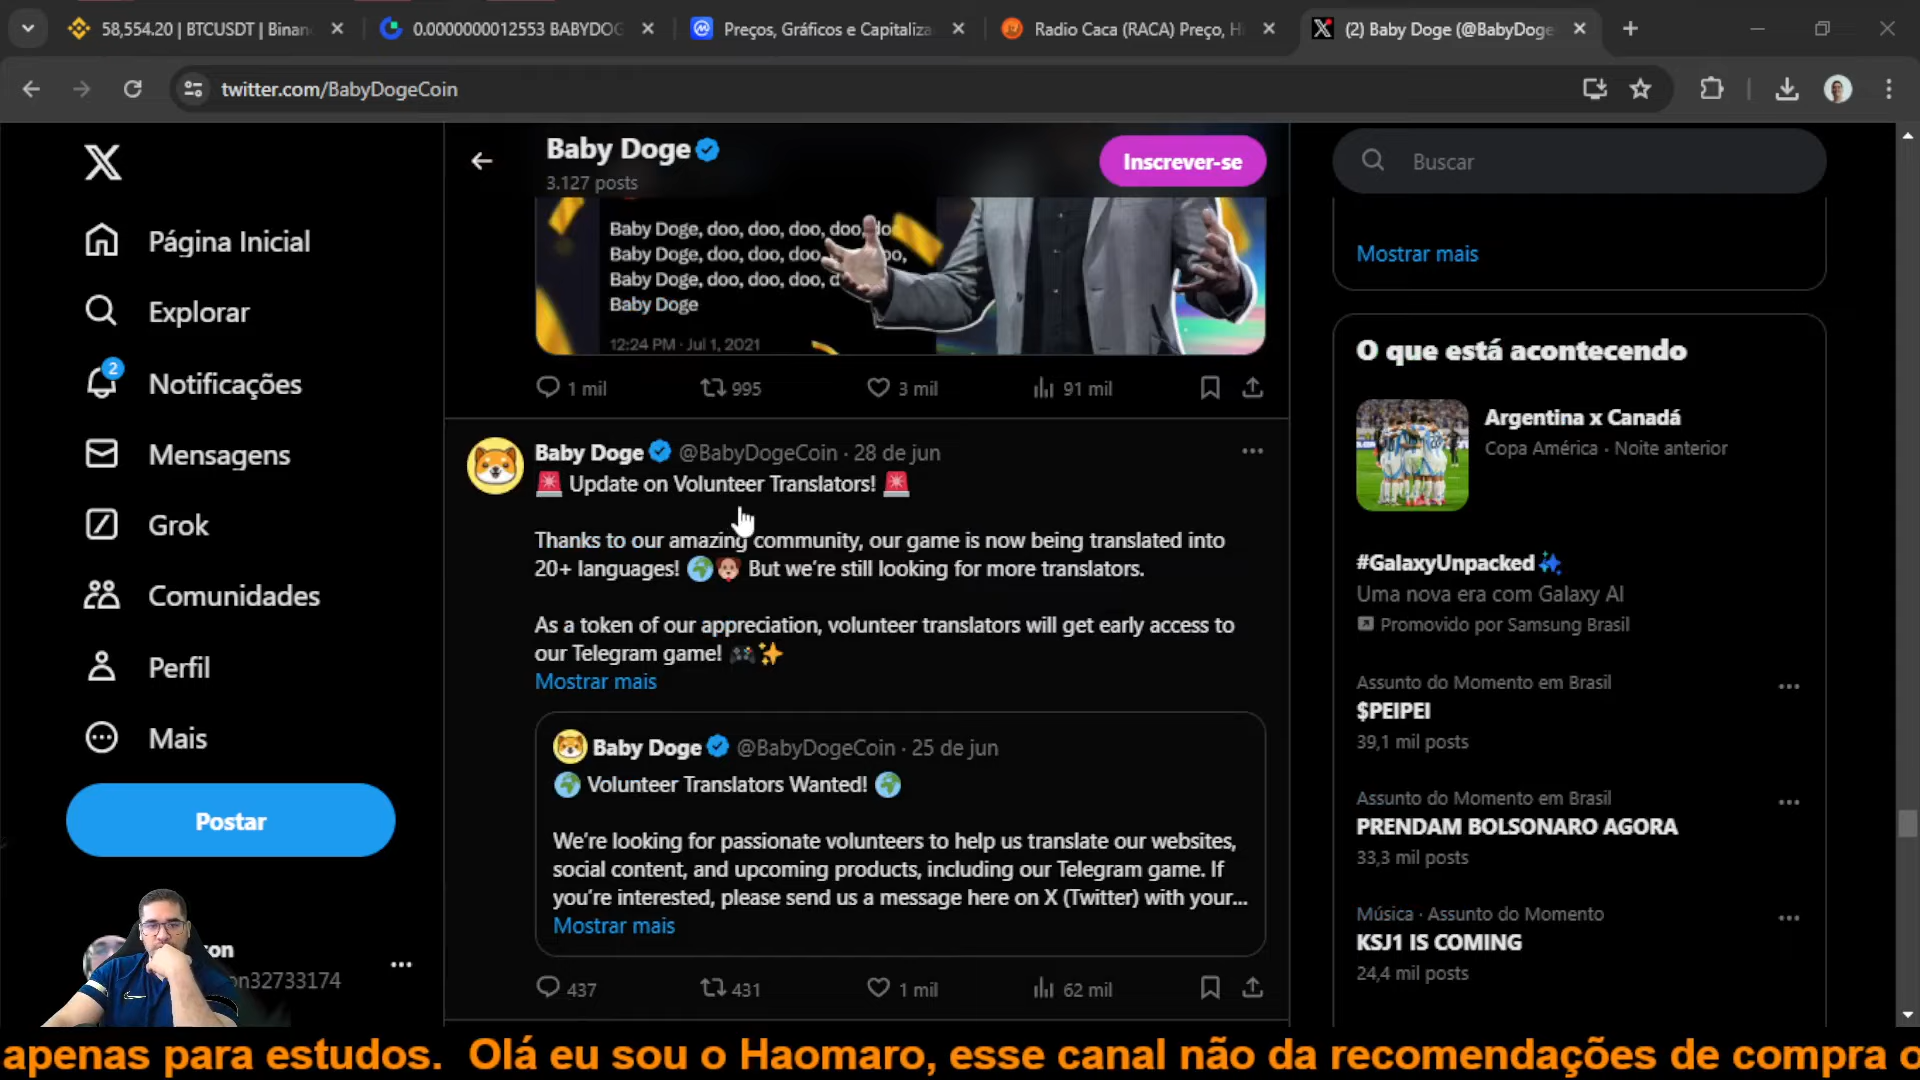 58,554.20 | BTCUSDT | Binan
0.0000000012553 BABYDOG
Preços, Gráficos e Capitaliza
Radio Caca (RACA) Preço, H
(2) Baby Doge (@BabyDoge
twitter.com/BabyDogeCoin
Página Inicial
Explorar
2
Notificações
Mensagens
Grok
Comunidades
Perfil
Mais
Postar
on
on32733174
Baby Doge
3.127 posts
Inscrever-se
Baby Doge, doo, doo, doo, doo,
Baby Doge, doo, doo, doo,
Baby Doge, doo, doo, doo,
Baby Doge
12:24 PM · Jul 1, 2021
1 mil 995 3 mil 91 mil
Baby Doge @BabyDogeCoin · 28 de jun
🚨 Update on Volunteer Translators! 🚨
Thanks to our amazing community, our game is now being translated into
20+ languages! 🌍🐶 But we're still looking for more translators.
As a token of our appreciation, volunteer translators will get early access to
our Telegram game! 🎮✨
Mostrar mais
Baby Doge @BabyDogeCoin · 25 de jun
🌍 Volunteer Translators Wanted! 🌍
We're looking for passionate volunteers to help us translate our websites,
social content, and upcoming products, including our Telegram game. If
you're interested, please send us a message here on X (Twitter) with your...
Mostrar mais
437 431 1 mil 62 mil
Buscar
Mostrar mais
O que está acontecendo
Argentina x Canadá
Copa América · Noite anterior
#GalaxyUnpacked
Uma nova era com Galaxy AI
Promovido por Samsung Brasil
Assunto do Momento em Brasil
$PEIPEI
39,1 mil posts
Assunto do Momento em Brasil
PRENDAM BOLSONARO AGORA
33,3 mil posts
Música · Assunto do Momento
KSJ1 IS COMING
24,4 mil posts
apenas para estudos. Olá eu sou o Haomaro, esse canal não da recomendações de compra o